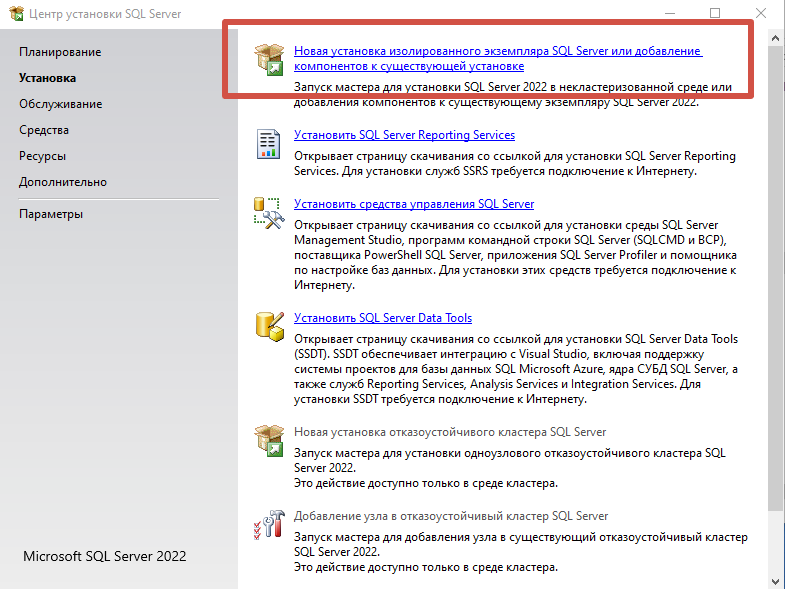 Центр установки SQL Server
Планирование
Установка
Обслуживание
Средства
Ресурсы
Дополнительно
Параметры
Microsoft SQL Server 2022
Новая установка изолированного экземпляра SQL Server или добавление
компонентов к существующей установке
Запуск мастера для установки SQL Server 2022 в некластеризованной среде или
добавления компонентов к существующему экземпляру SQL Server 2022.
Установить SQL Server Reporting Services
Открывает страницу скачивания со ссылкой для установки SQL Server Reporting
Services. Для установки служб SSRS требуется подключение к Интернету.
Установить средства управления SQL Server
Открывает страницу скачивания со ссылкой для установки среды SQL Server
Management Studio, программ командной строки SQL Server (SQLCMD и BCP),
поставщика PowerShell SQL Server, приложения SQL Server Profiler и помощника
по настройке баз данных. Для установки этих средств требуется подключение к
Интернету.
Установить SQL Server Data Tools
Открывает страницу скачивания со ссылкой для установки SQL Server Data Tools
(SSDT). SSDT обеспечивает интеграцию с Visual Studio, включая поддержку
системы проектов для базы данных SQL Microsoft Azure, ядра СУБД SQL Server, а
также служб Reporting Services, Analysis Services и Integration Services. Для
установки SSDT требуется подключение к Интернету.
Новая установка отказоустойчивого кластера SQL Server
Запуск мастера для установки одноузлового отказоустойчивого кластера SQL
Server 2022.
Это действие доступно только в среде кластера.
Добавление узла в отказоустойчивый кластер SQL Server
Запуск мастера для добавления узла в существующий отказоустойчивый кластер
SQL Server 2022.
Это действие доступно только в среде кластера.